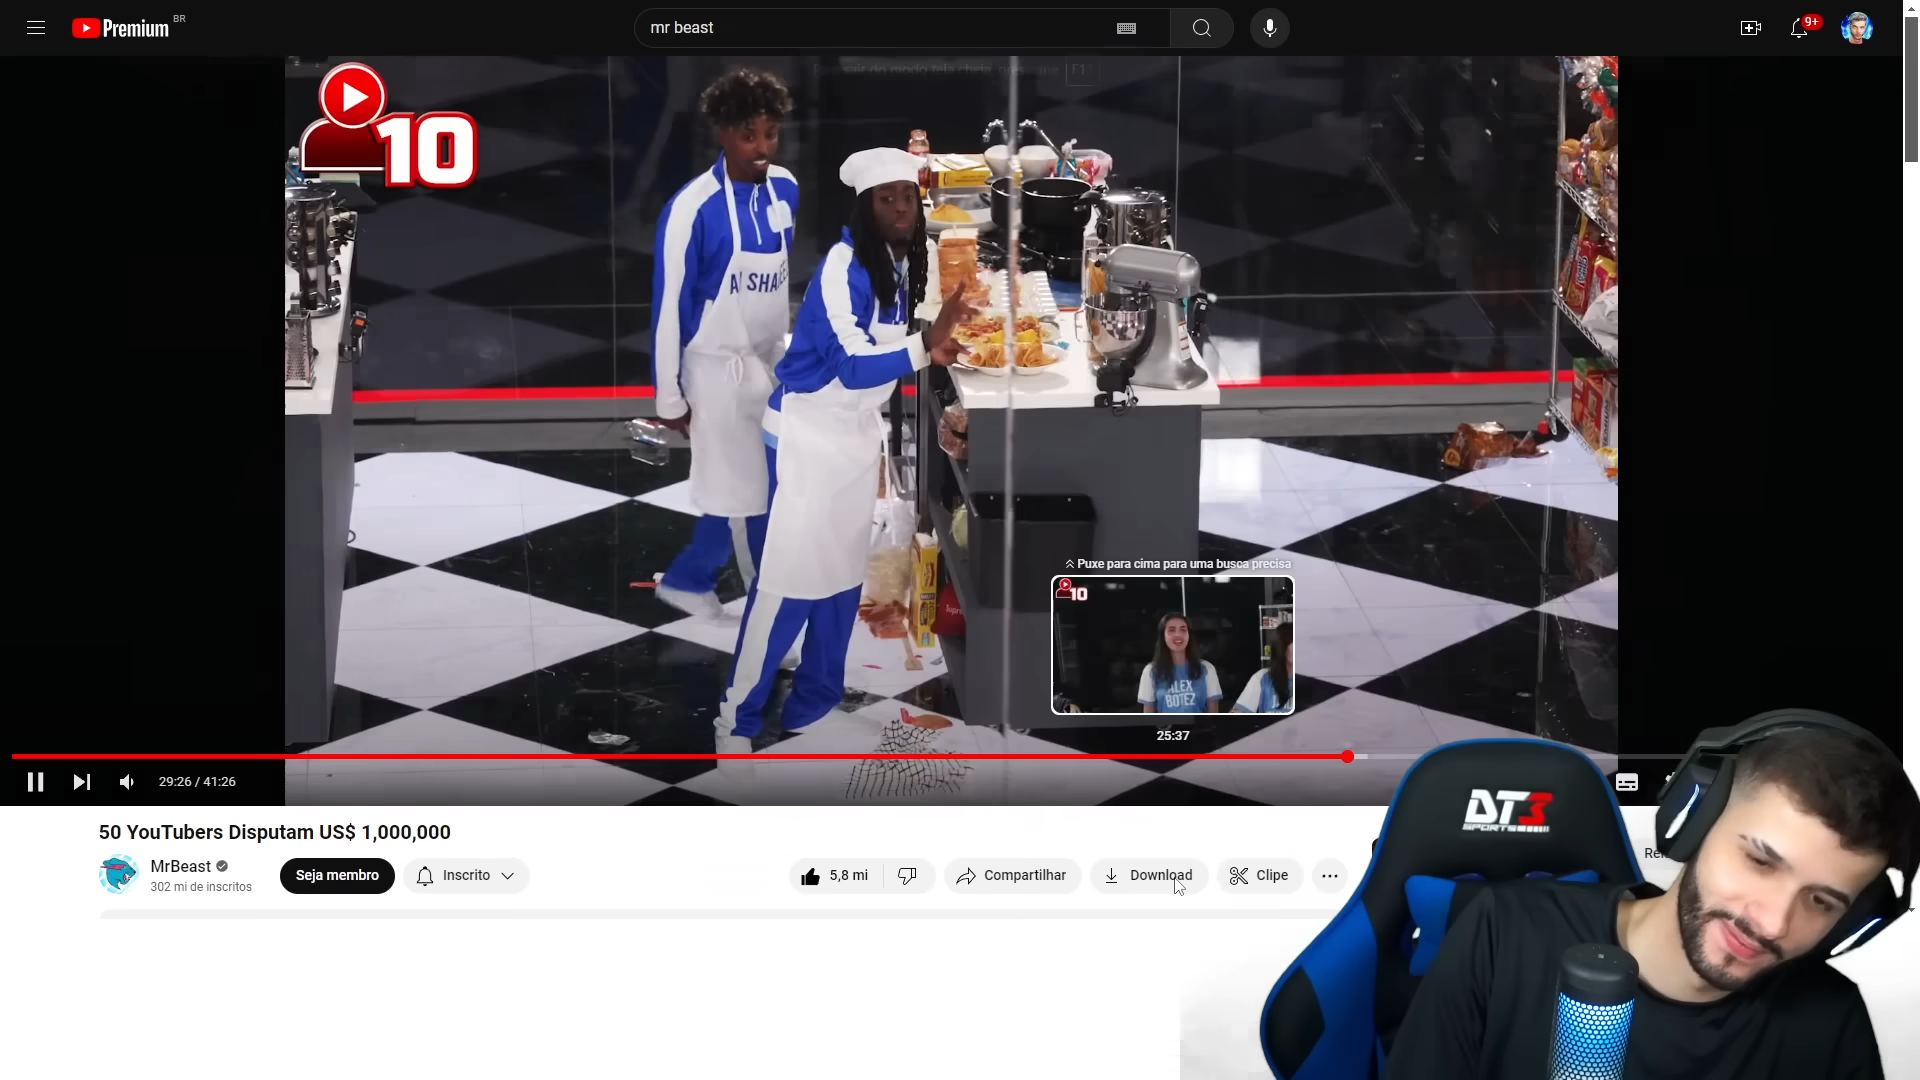 Premium BR
mr beast
9+
10
AI SHA
Puxe para cima para uma busca precisa
10
ALEX
BOTEZ
25:37
29:26 / 41:26
50 YouTubers Disputam US$ 1,000,000
MrBeast
302 mi de inscritos
Seja membro
Inscrito
5,8 mi
Compartilhar
Download
Clipe
DT3
SPORTS